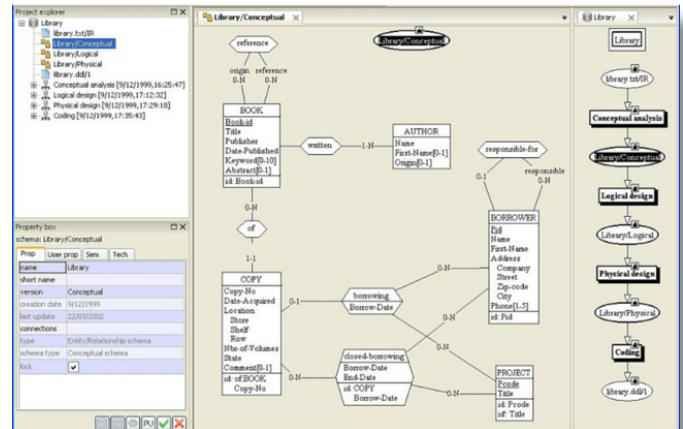 Project explorer
Library
library.txt/IR
Library/Conceptual
Library/Logical
Library/Physical
library.ddl/1
Conceptual analysis [9/12/1999,16:25:47]
Logical design [9/12/1999,17:12:32]
Physical design [9/12/1999,17:29:18]
Coding [9/12/1999,17:35:43]
Property box
schema: Library/Conceptual
Prop User prop Sem Tech
name Library
short name
version Conceptual
creation date 9/12/1999
last update 22/03/2002
connections
type Entity/Relationship schema
schema type Conceptual schema
lock
PU
Library/Conceptual
Library/Conceptual
reference
origin reference
0-N 0-N
BOOK
Book-id
Title
Publisher
Date-Published
Keyword[0-10]
Abstract[0-1]
id: Book-id
0-N
written
1-N
AUTHOR
Name
First-Name[0-1]
Origin[0-1]
responsible-for
0-1
responsible
0-N
0-N
of
1-1
BORROWER
Pid
Name
First-Name
Address
Company
Street
Zip-code
City
Phone[1-5]
id: Pid
COPY
Copy-No
Date-Acquired
Location
Store
Shelf
Row
Nbr-of-Volumes
State
Comment[0-1]
id: of.BOOK
Copy-No
0-1
borrowing
Borrow-Date
0-N
0-N
0-N
closed-borrowing
Borrow-Date
End-Date
id: COPY
Borrow-Date
0-N
0-N
0-N
PROJECT
Pcode
Title
id: Pcode
id': Title
Library
Library
library.txt/IR
Conceptual analysis
Library/Conceptual
Logical design
Library/Logical
Physical design
Library/Physical
Coding
library.ddl/1